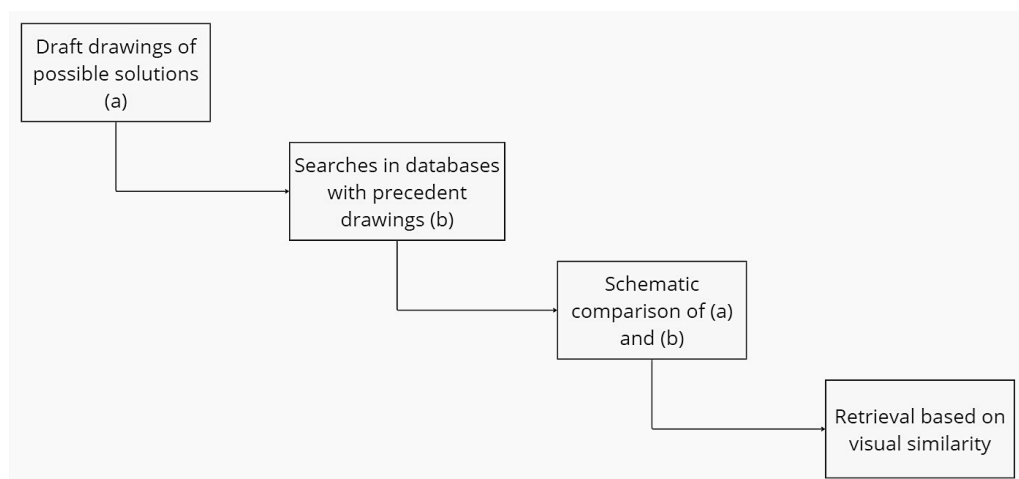 Draft drawings of
possible solutions
(a)
Searches in databases
with precedent
drawings (b)
Schematic
comparison of (a)
and (b)
Retrieval based on
visual similarity